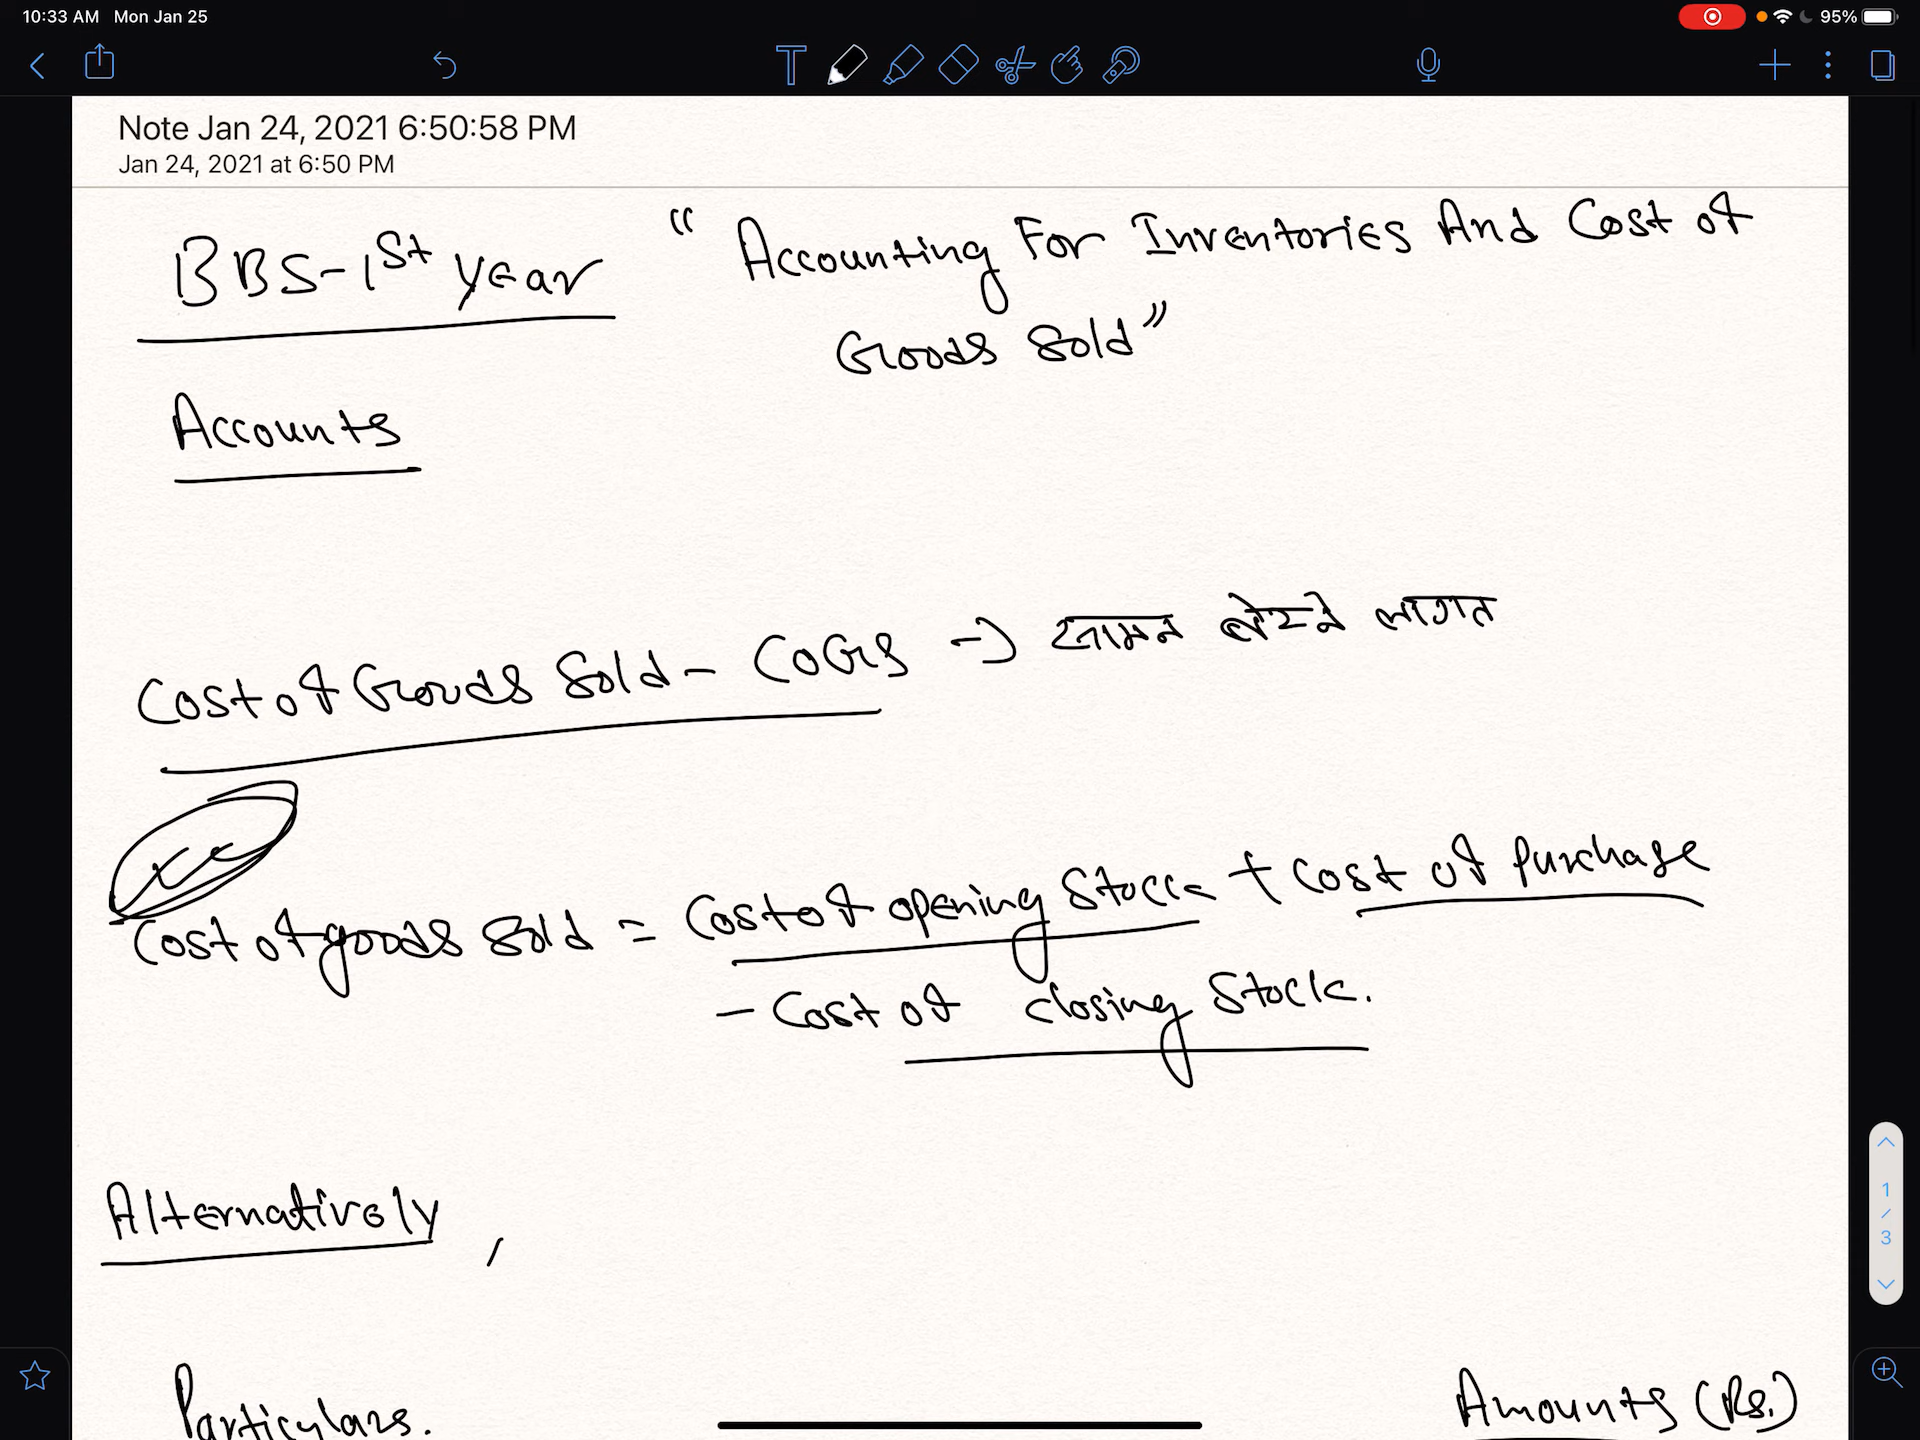 10:33 AM Mon Jan 25
95%
Note Jan 24, 2021 6:50:58 PM
Jan 24, 2021 at 6:50 PM
BBS-1st year "Accounting For Inventories And Cost of
Goods Sold"
Accounts
Cost of Goods Sold - COGS → सामान बेच्ने लागत
Cost of goods sold = Cost of opening Stock + Cost of purchase
- Cost of closing Stock.
Alternatively,
1
/
3
Particulars. Amounts (Rs.)